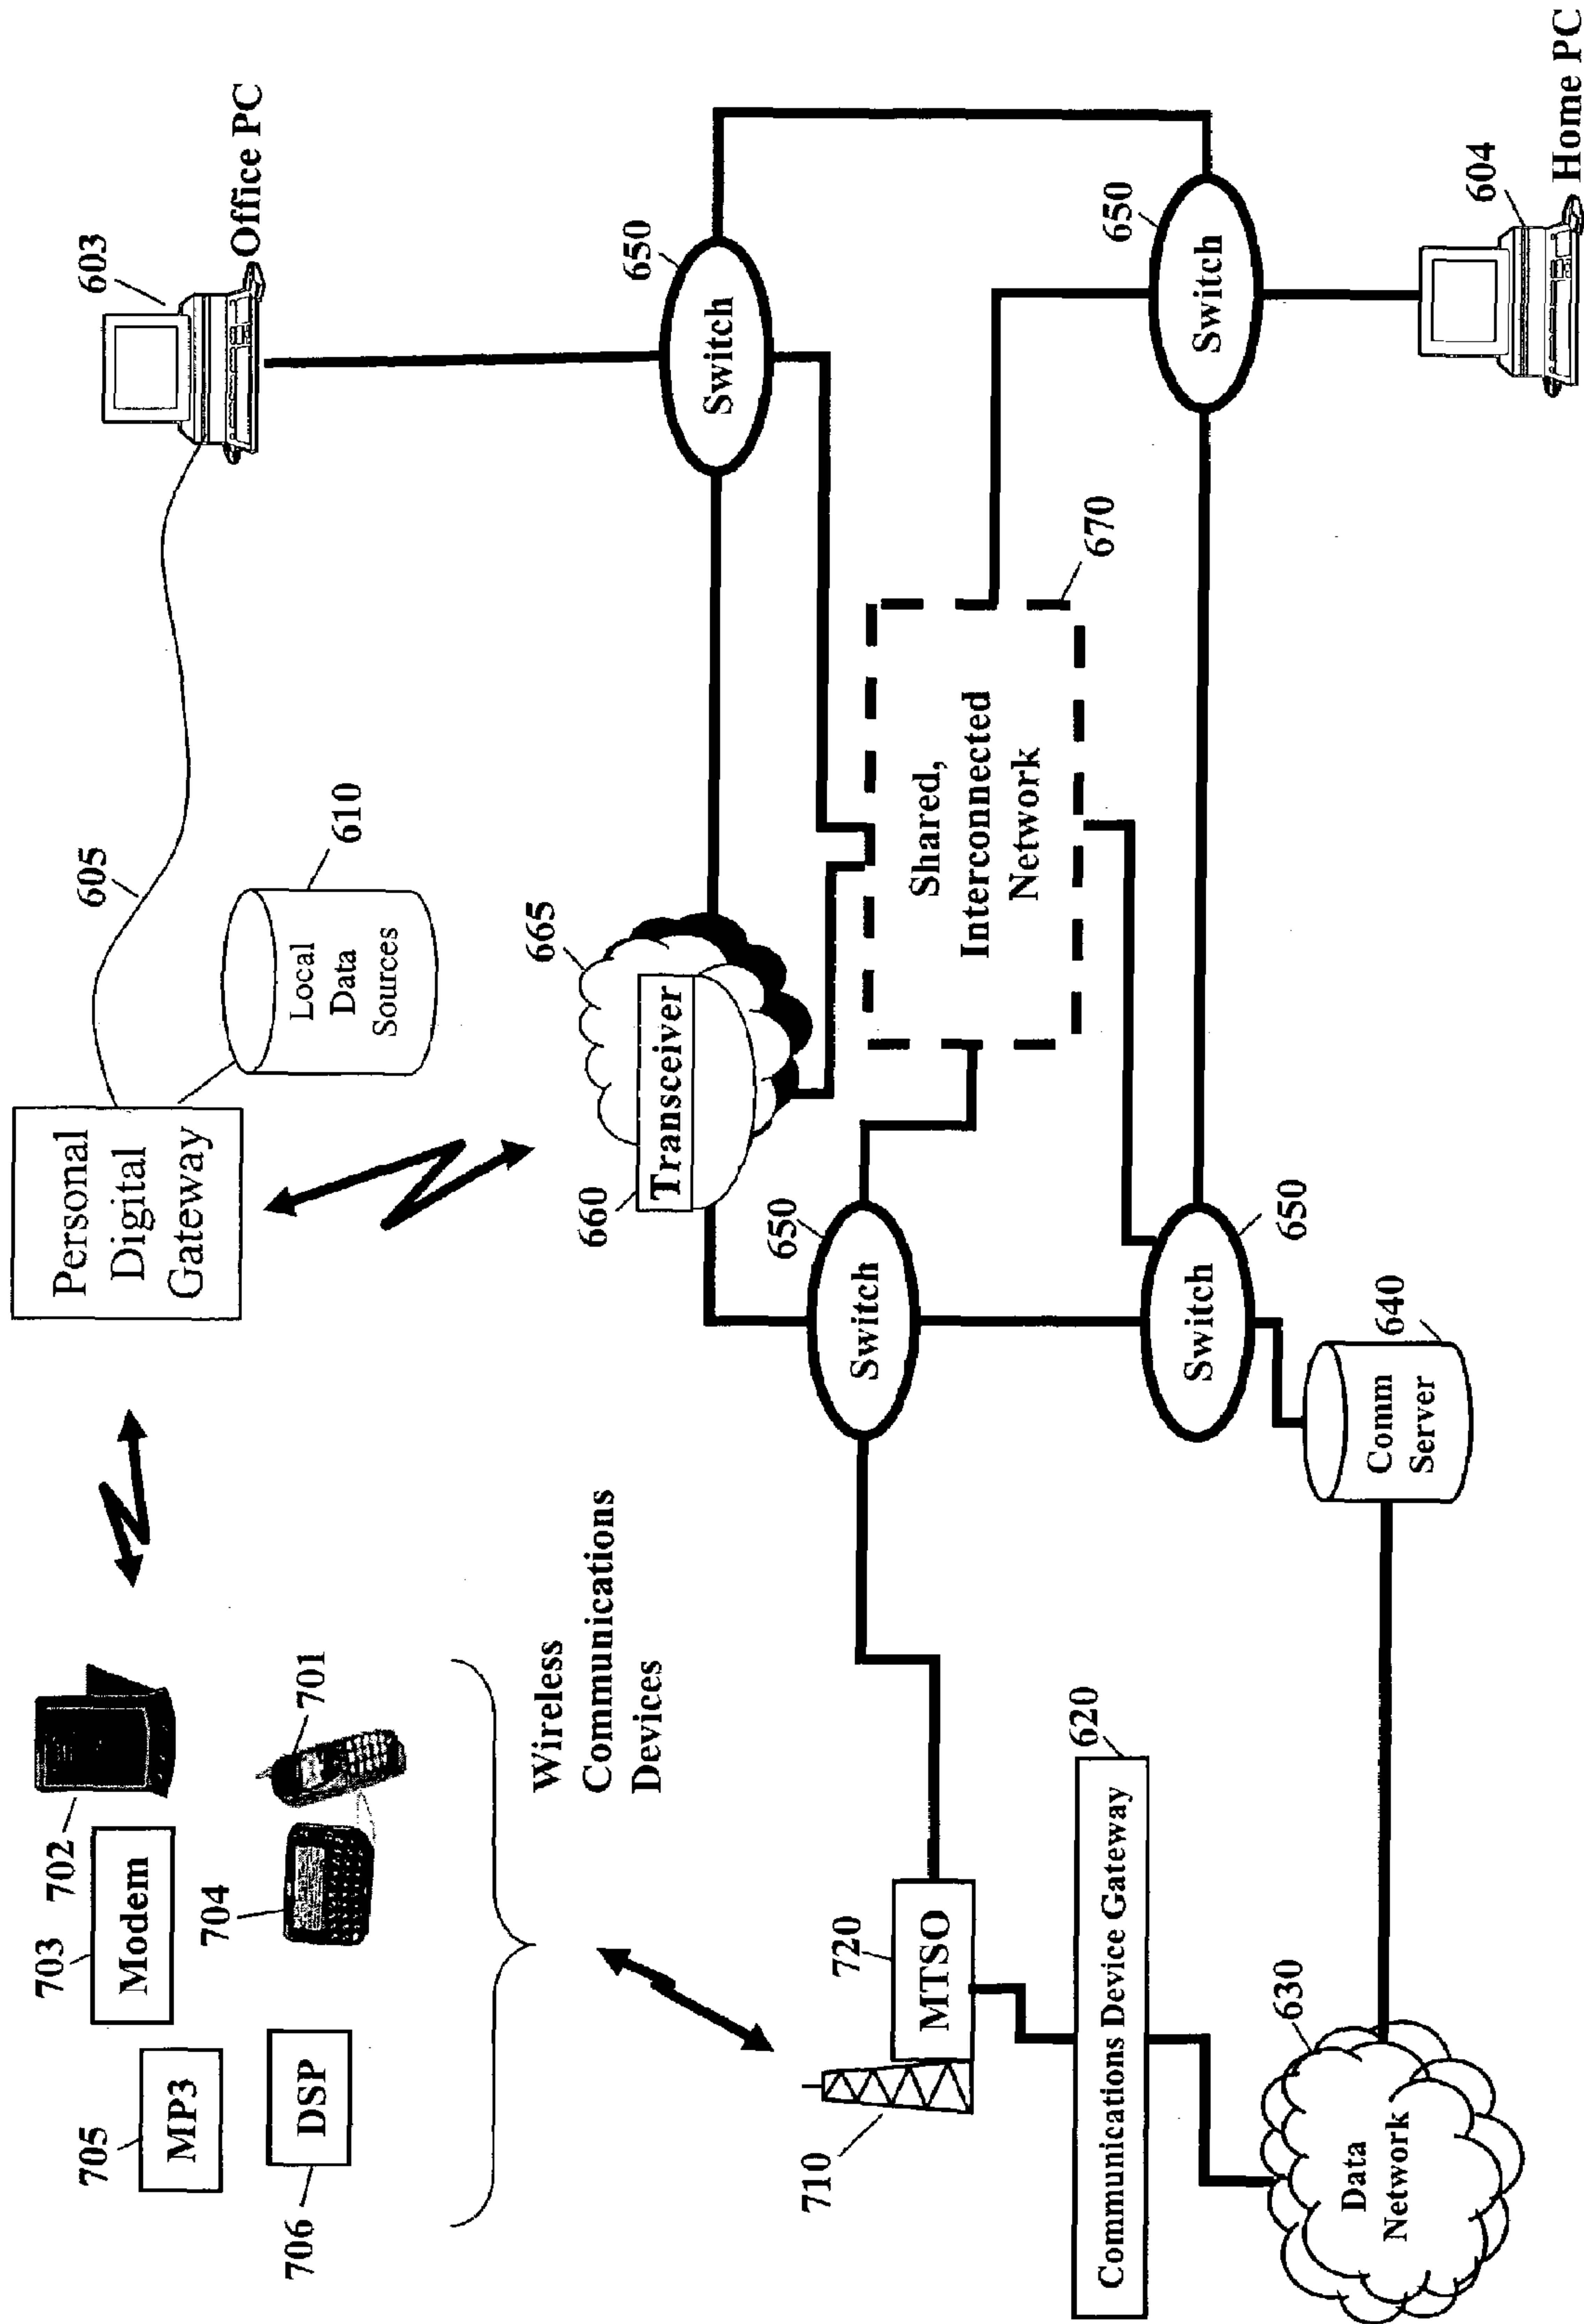 705
MP3
703
Modem
702
706
DSP
704
701
Wireless
Communications
Devices
Personal
Digital
Gateway
605
Local
Data
Sources
610
603
Office PC
710
720
MTSO
620
Communications Device Gateway
630
Data
Network
640
Comm
Server
660
Transceiver
665
650
Switch
650
Switch
650
Switch
650
Switch
Shared,
Interconnected
Network
670
604
Home PC